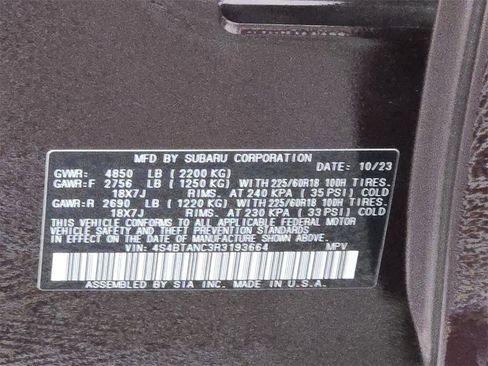 MFD BY SUBARU CORPORATION DATE: 10/23
GVWR: 4850 LB (2200 KG)
GAWR:F 2756 LB (1250 KG) WITH 225/60R18 100H TIRES.
18X7J RIMS. AT 240 KPA (35 PSI) COLD
GAWR:R 2690 LB (1220 KG) WITH 225/60R18 100H TIRES.
18X7J RIMS. AT 230 KPA (33 PSI) COLD
THIS VEHICLE CONFORMS TO ALL APPLICABLE FEDERAL MOTOR
VEHICLE SAFETY, BUMPER, AND THEFT PREVENTION STANDARDS
IN EFFECT ON THE DATE OF MANUFACTURE SHOWN ABOVE.
VIN: 4S4BTANC3R3193664 MPV
ASSEMBLED BY SIA INC. MADE IN U.S.A.